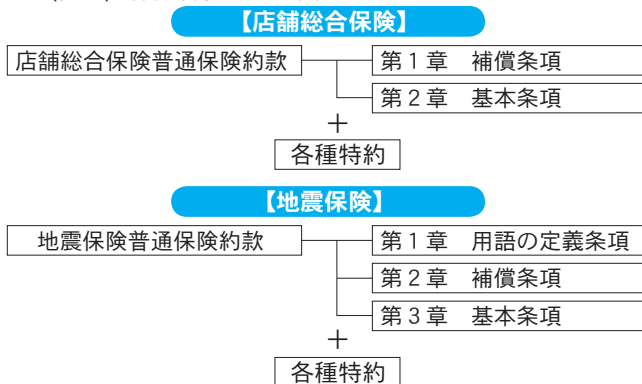 【店舗総合保険】
店舗総合保険普通保険約款 第1章 補償条項
第2章 基本条項
+
各種特約
【地震保険】
地震保険普通保険約款 第1章 用語の定義条項
第2章 補償条項
第3章 基本条項
+
各種特約